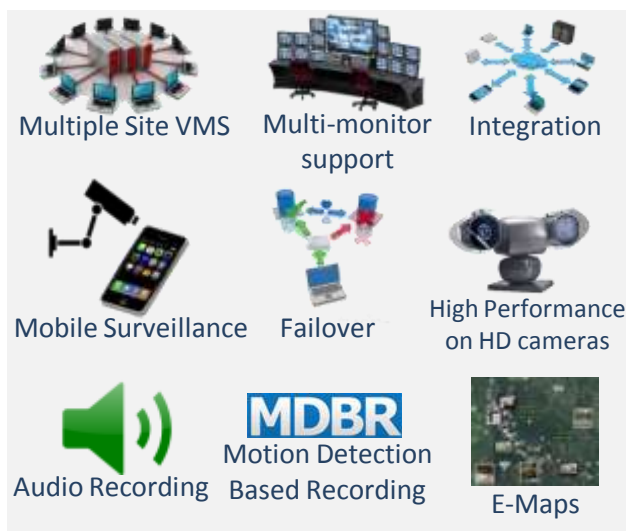 Multiple Site VMS
Multi-monitor
support
Integration
Mobile Surveillance
Failover
High Performance
on HD cameras
Audio Recording
MDBR
Motion Detection
Based Recording
E-Maps